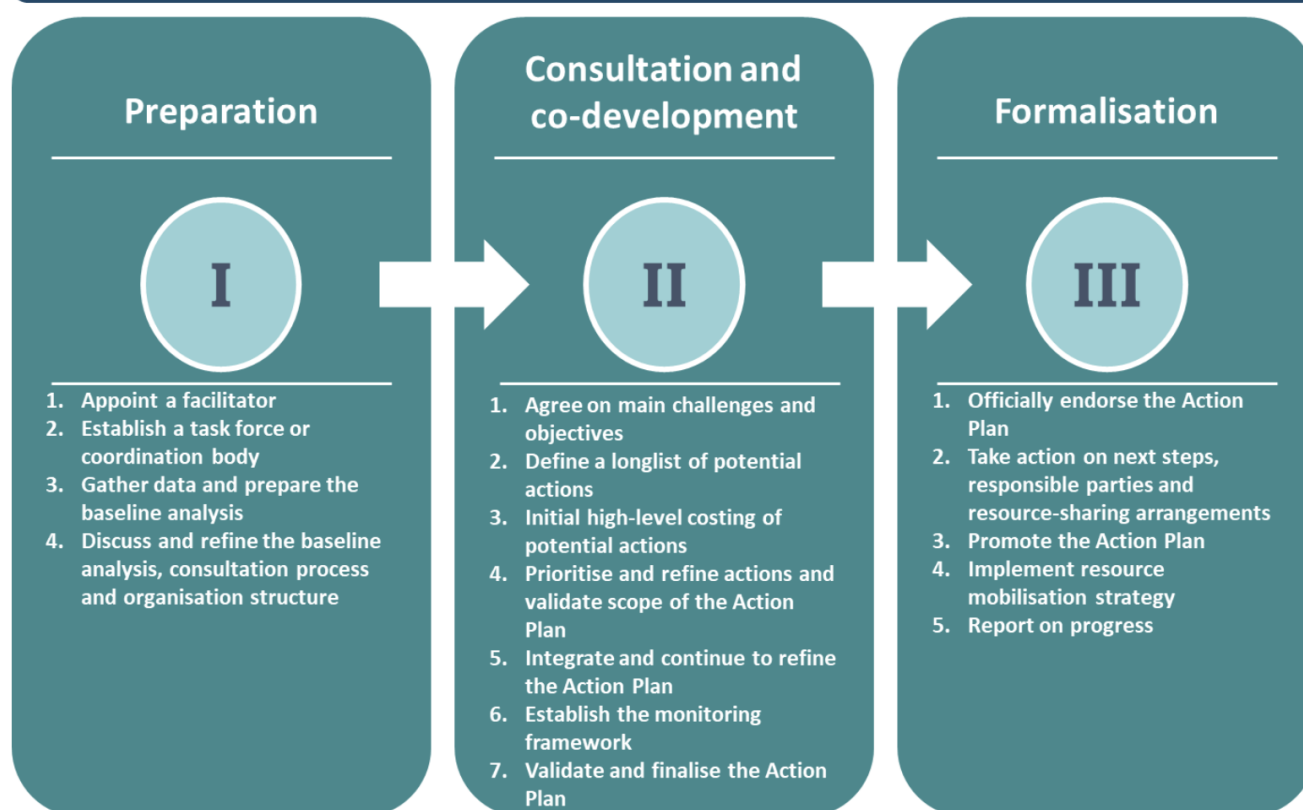 Preparation
I
1. Appoint a facilitator
2. Establish a task force or
coordination body
3. Gather data and prepare the
baseline analysis
4. Discuss and refine the baseline
analysis, consultation process
and organisation structure
Consultation and
co-development
II
1. Agree on main challenges and
objectives
2. Define a longlist of potential
actions
3. Initial high-level costing of
potential actions
4. Prioritise and refine actions and
validate scope of the Action
Plan
5. Integrate and continue to refine
the Action Plan
6. Establish the monitoring
framework
7. Validate and finalise the Action
Plan
Formalisation
III
1. Officially endorse the Action
Plan
2. Take action on next steps,
responsible parties and
resource-sharing arrangements
3. Promote the Action Plan
4. Implement resource
mobilisation strategy
5. Report on progress